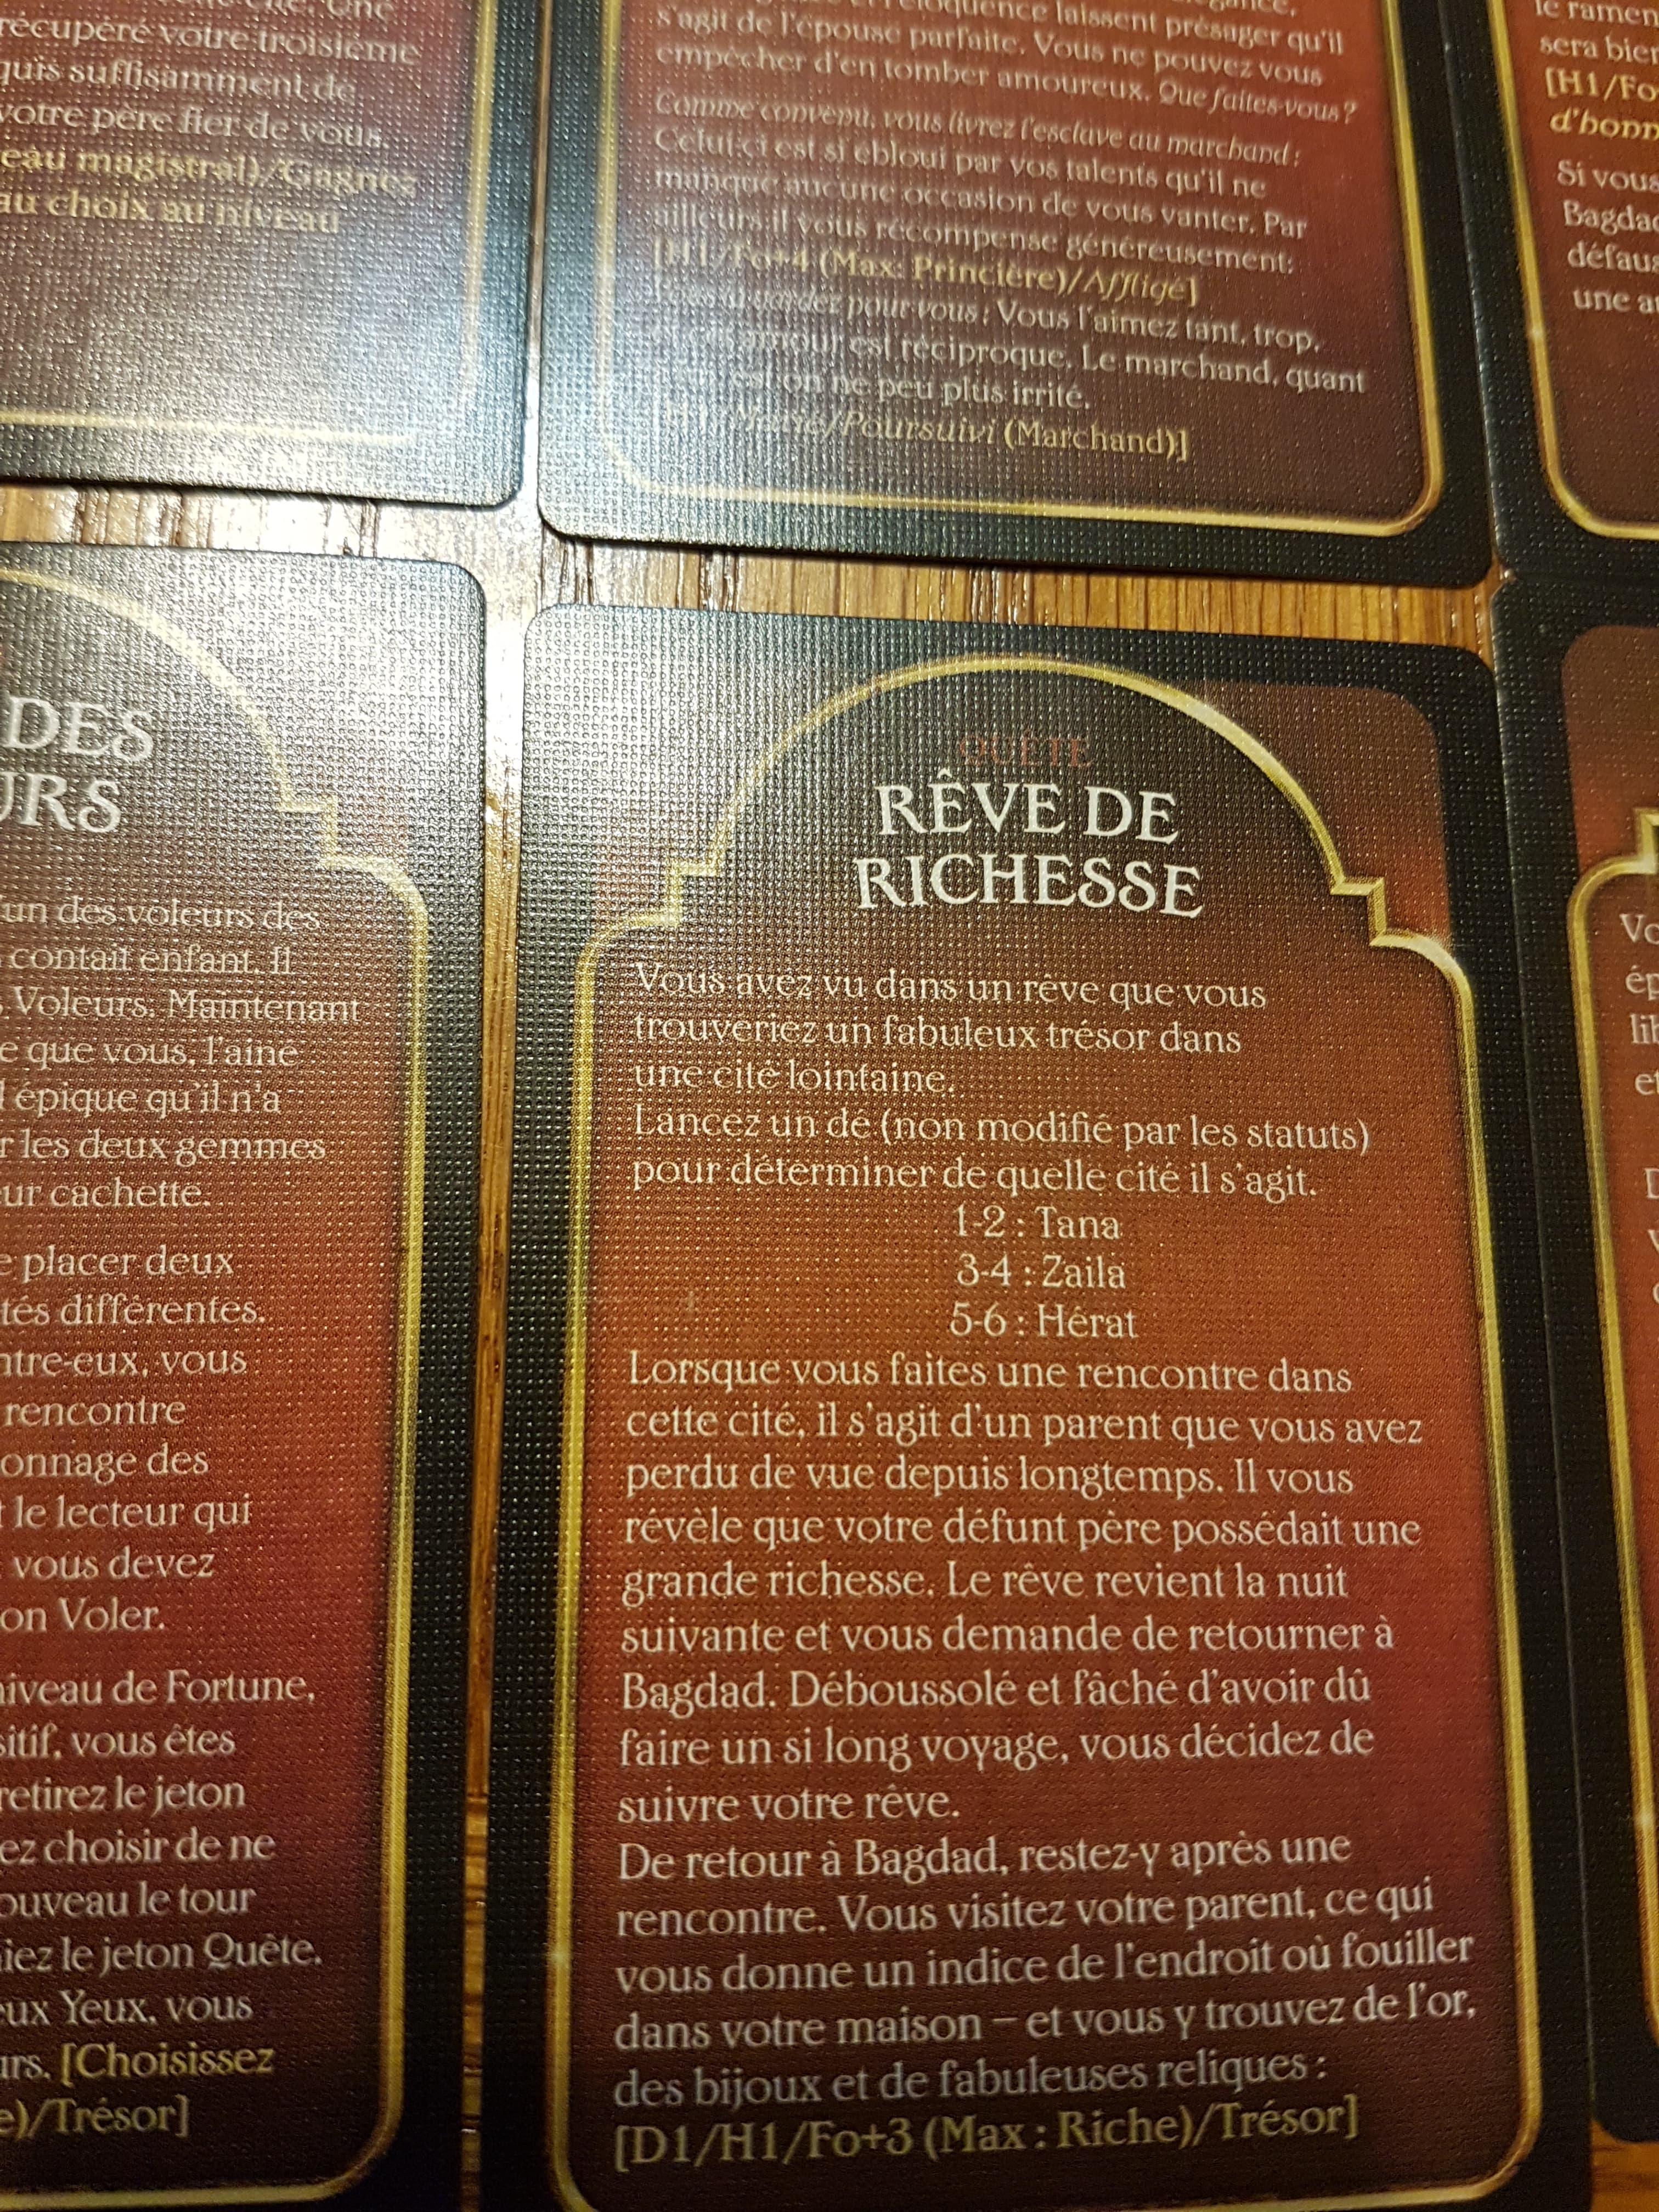 récupéré votre troisième
quis suffisamment de
votre père fier de vous.
eau magistral)/Gagnez
au choix au niveau
éloquence laissent présager qu'il
s'agit de l'épouse parfaite. Vous ne pouvez vous
empêcher d'en tomber amoureux. Que faites-vous?
Comme convenu, vous livrez l'esclave au marchand :
Celui-ci est si ébloui par vos talents qu'il ne
manque aucune occasion de vous vanter. Par
ailleurs il vous récompense généreusement:
[H1/Fo+4 (Max: Princière)/Affligé]
gardez pour vous : Vous l'aimez tant, trop,
amour est réciproque. Le marchand, quant
est on ne peu plus irrité.
Marié/Poursuivi (Marchand)]
le ramen
sera bien
[H1/Fo+
d'honn
Si vous
Bagdad
défaus
une au
DES
URS
'un des voleurs des
contait enfant. Il
s Voleurs. Maintenant
e que vous, l'aine
l épique qu'il n'a
r les deux gemmes
eur cachette.
e placer deux
tés différentes.
ntre-eux, vous
rencontre
onnage des
t le lecteur qui
vous devez
on Voler.
niveau de Fortune,
sitif, vous êtes
retirez le jeton
ez choisir de ne
ouveau le tour
niez le jeton Quête.
eux Yeux, vous
urs. [Choisissez
e)/Trésor]
QUÊTE
RÊVE DE
RICHESSE
Vous avez vu dans un rêve que vous
trouveriez un fabuleux trésor dans
une cité lointaine.
Lancez un dé (non modifié par les statuts)
pour déterminer de quelle cité il s'agit.
1-2 : Tana
3-4 : Zaila
5-6 : Hérat
Lorsque vous faites une rencontre dans
cette cité, il s'agit d'un parent que vous avez
perdu de vue depuis longtemps. Il vous
révèle que votre défunt père possédait une
grande richesse. Le rêve revient la nuit
suivante et vous demande de retourner à
Bagdad. Déboussolé et fâché d'avoir dû
faire un si long voyage, vous décidez de
suivre votre rêve.
De retour à Bagdad, restez-y après une
rencontre. Vous visitez votre parent, ce qui
vous donne un indice de l'endroit où fouiller
dans votre maison – et vous y trouvez de l'or,
des bijoux et de fabuleuses reliques :
[D1/H1/Fo+3 (Max : Riche)/Trésor]
Vo
ép
lib
et